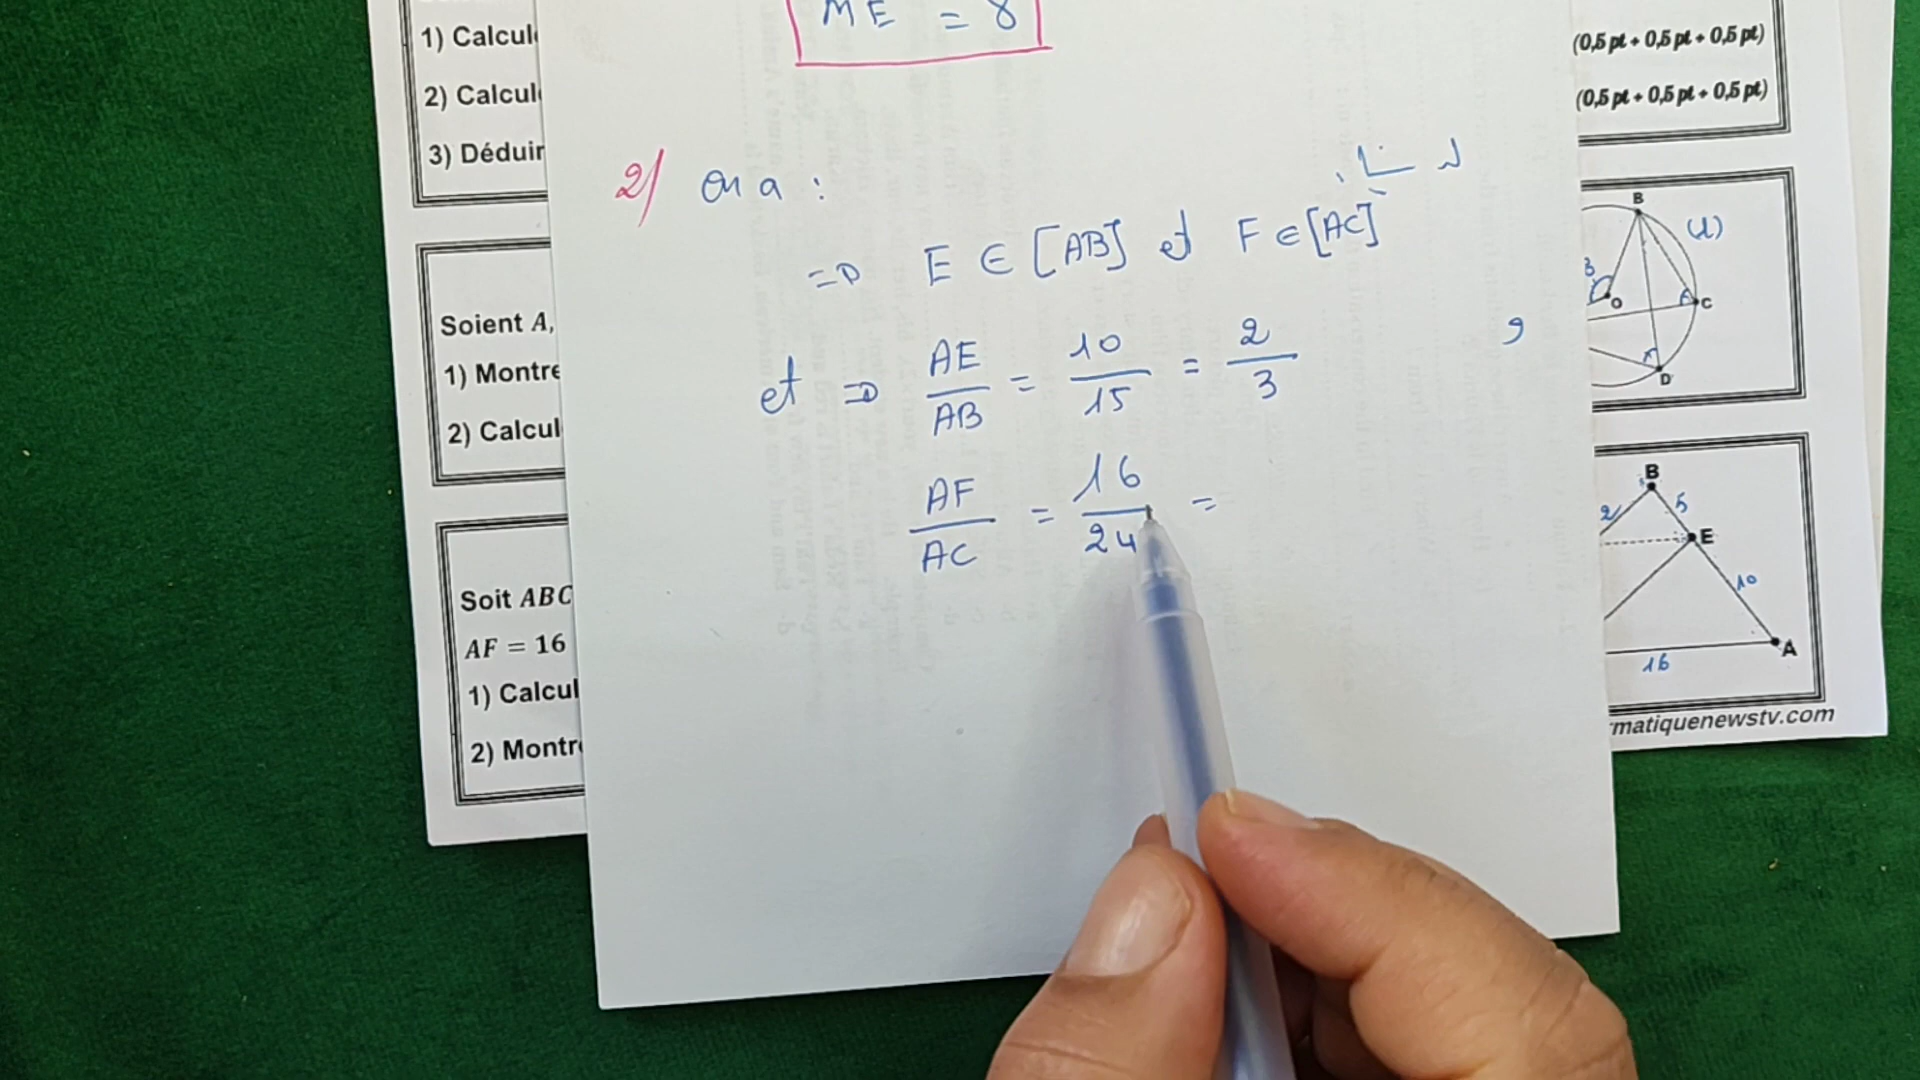 ME = 8
1) Calcul
2) Calcul
3) Déduir
(0,5 pt + 0,5 pt + 0,5 pt)
(0,5 pt + 0,5 pt + 0,5 pt)
2/ On a :
=> E ∈ [AB] et F ∈ [AC]
et => AE/AB = 10/15 = 2/3
AF/AC = 16/24 =
Soient A,
1) Montre
2) Calcul
B
(d)
O
C
D
Soit ABC
AF = 16
1) Calcul
2) Montr
B
2
5
E
10
16
A
matiquenewstv.com